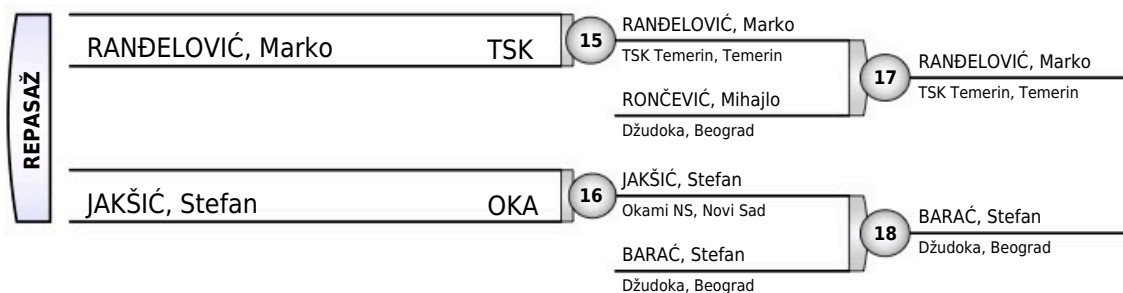 REPASAŽ
RANĐELOVIĆ, Marko TSK
15
RANĐELOVIĆ, Marko
TSK Temerin, Temerin
RONČEVIĆ, Mihajlo
Džudoka, Beograd
17
RANĐELOVIĆ, Marko
TSK Temerin, Temerin
JAKŠIĆ, Stefan OKA
16
JAKŠIĆ, Stefan
Okami NS, Novi Sad
BARAĆ, Stefan
Džudoka, Beograd
18
BARAĆ, Stefan
Džudoka, Beograd